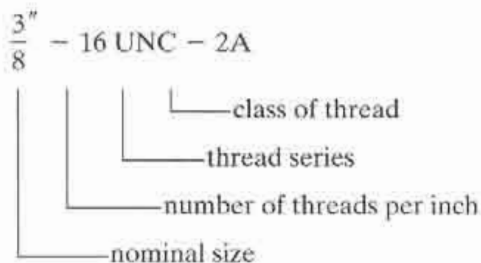 3/8" – 16 UNC – 2A
class of thread
thread series
number of threads per inch
nominal size